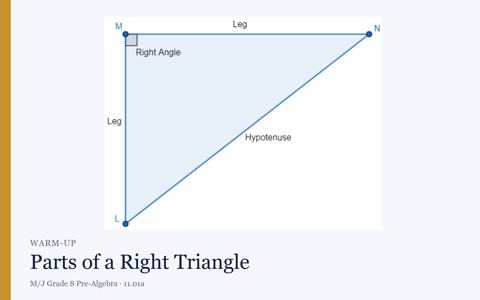 Leg
M
N
Right Angle
Leg
Hypotenuse
L
WARM-UP
Parts of a Right Triangle
M/J Grade 8 Pre-Algebra · 11.01a